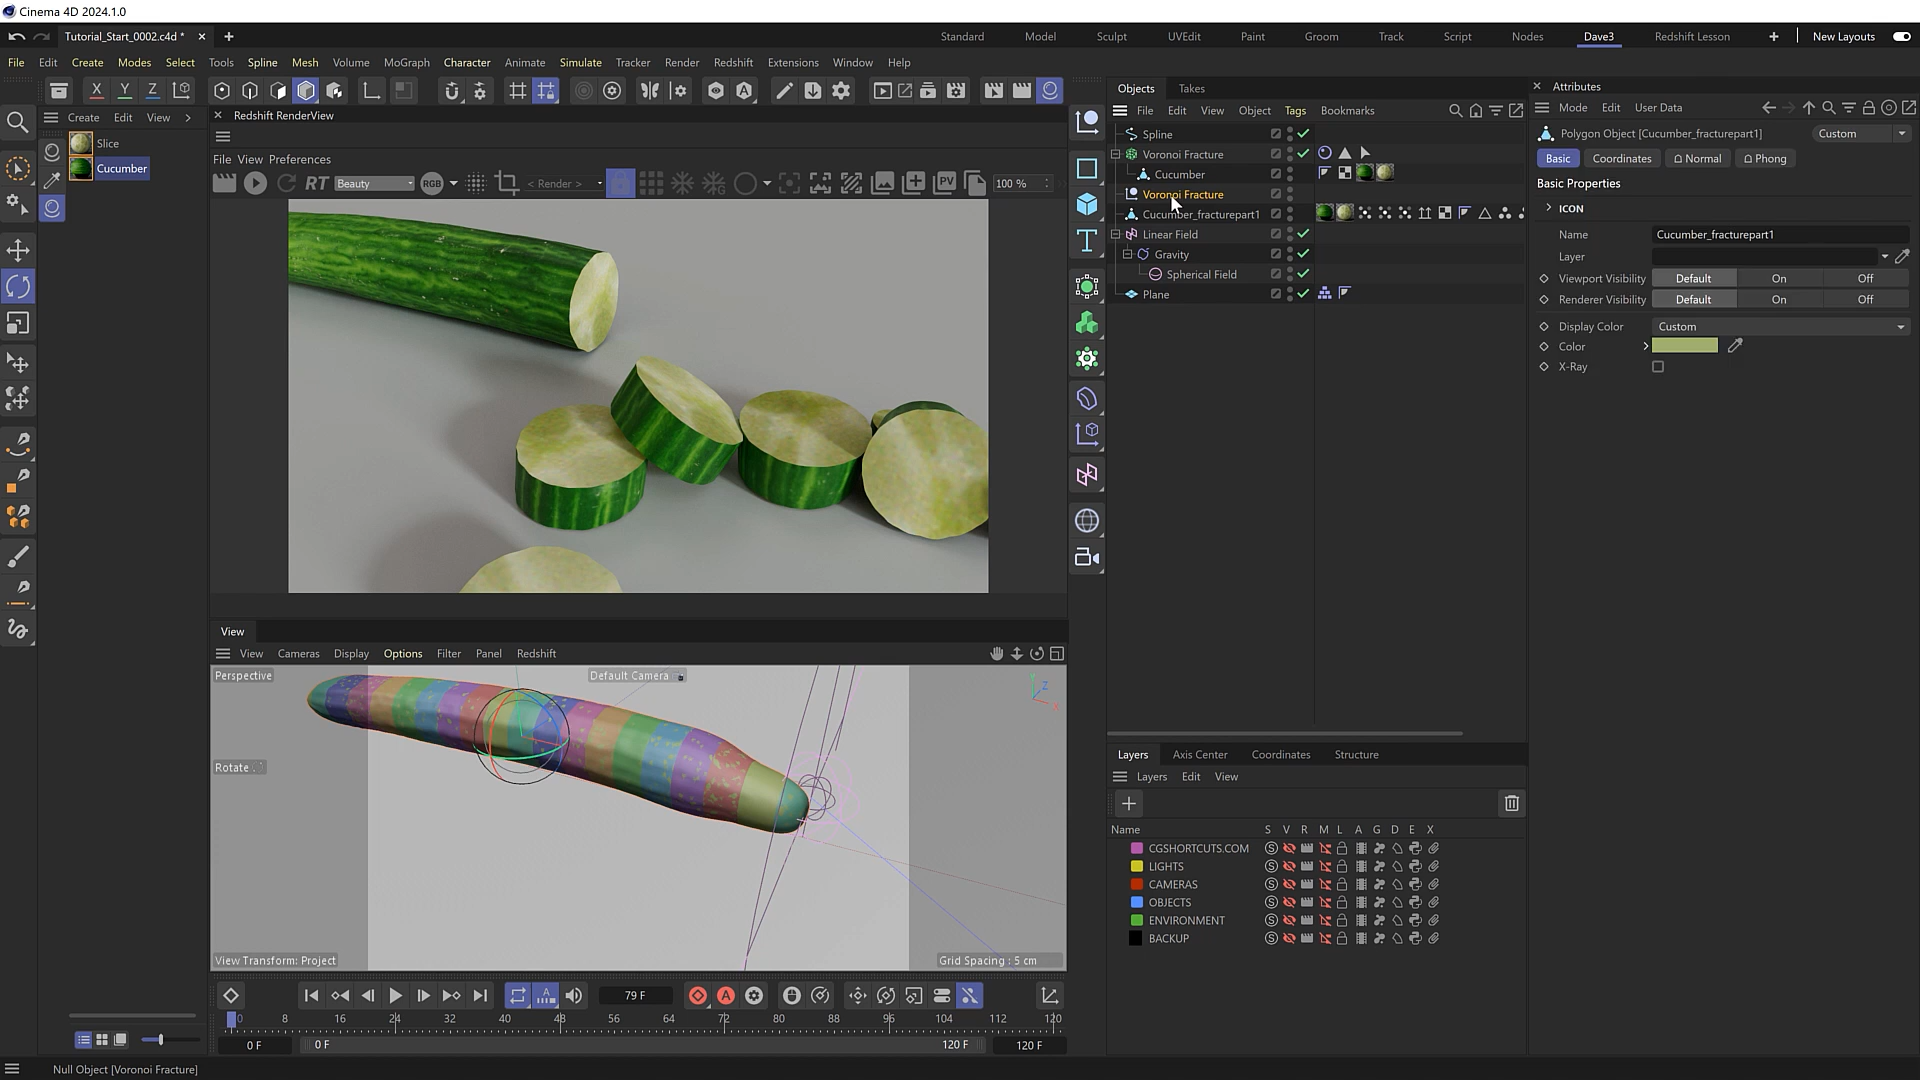 Cinema 4D 2024.1.0
Tutorial_Start_0002.c4d *
Standard Model Sculpt UVEdit Paint Groom Track Script Nodes Dave3 Redshift Lesson New Layouts
File Edit Create Modes Select Tools Spline Mesh Volume MoGraph Character Animate Simulate Tracker Render Redshift Extensions Window Help
X Y Z
Create Edit View
Slice
Cucumber
Redshift RenderView
File View Preferences
RT Beauty RGB < Render > PV 100 %
View
View Cameras Display Options Filter Panel Redshift
Perspective
Default Camera
Rotate
View Transform: Project
Grid Spacing : 5 cm
79 F
0 8 16 24 32 40 48 56 64 72 80 88 96 104 112 120
0 F 0 F 120 F 120 F
Null Object [Voronoi Fracture]
Objects Takes
File Edit View Object Tags Bookmarks
Spline
Voronoi Fracture
Cucumber
Voronoi Fracture
Cucumber_fracturepart1
Linear Field
Gravity
Spherical Field
Plane
Layers Axis Center Coordinates Structure
Layers Edit View
Name S V R M L A G D E X
CGSHORTCUTS.COM
LIGHTS
CAMERAS
OBJECTS
ENVIRONMENT
BACKUP
Attributes
Mode Edit User Data
Polygon Object [Cucumber_fracturepart1] Custom
Basic Coordinates Normal Phong
Basic Properties
ICON
Name Cucumber_fracturepart1
Layer
Viewport Visibility Default On Off
Renderer Visibility Default On Off
Display Color Custom
Color
X-Ray